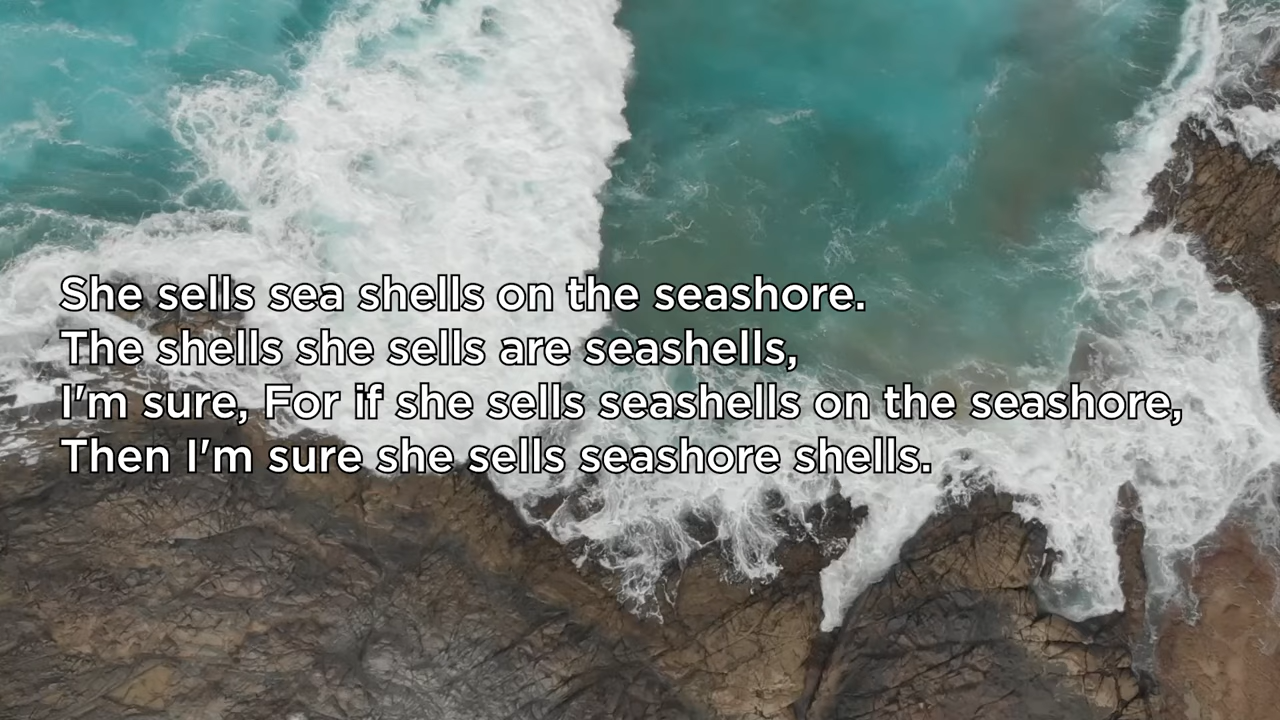 She sells sea shells on the seashore.
The shells she sells are seashells,
I'm sure, For if she sells seashells on the seashore,
Then I'm sure she sells seashore shells.